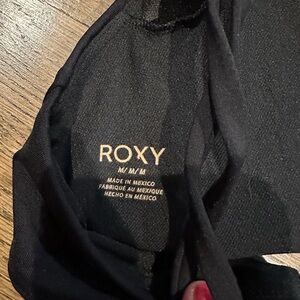 ROXY
M/ M/ M
MADE IN MEXICO
FABRIQUÉ AU MEXIQUE
HECHO EN MÉXICO